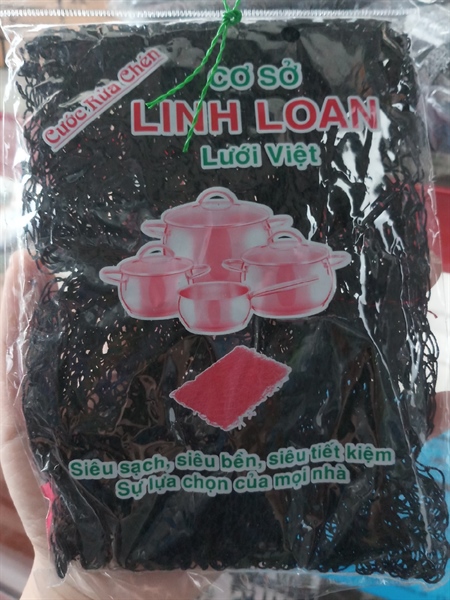 Cước Rửa Chén
CƠ SỞ
LINH LOAN
Lưới Việt
Siêu sạch, siêu bền, siêu tiết kiệm
Sự lựa chọn của mọi nhà